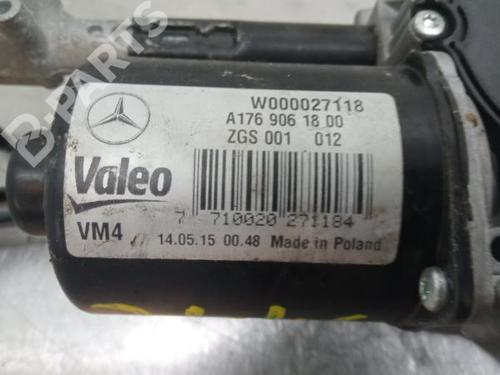 W000027118
A176 906 18 00
ZGS 001 012
Valeo
7 710020 271184
VM4 14.05.15 00.48 Made in Poland